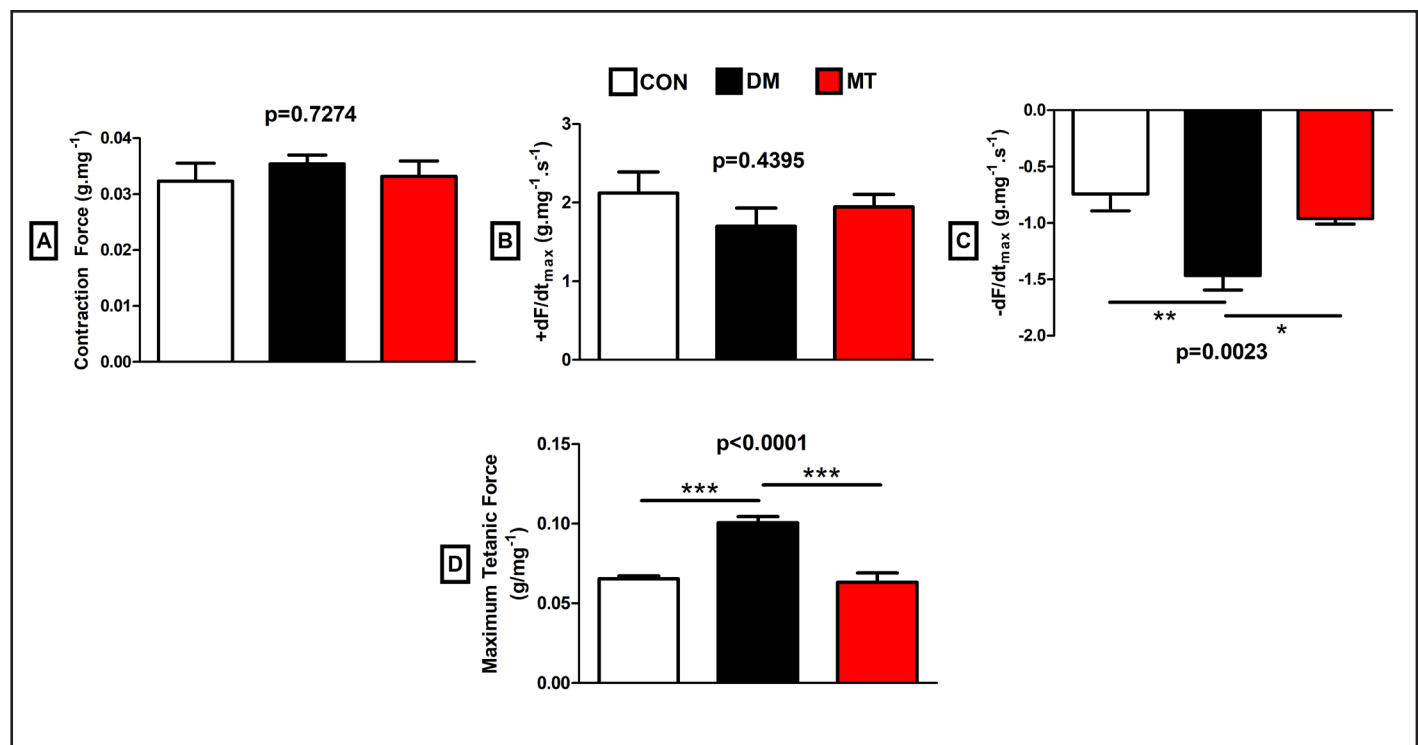 CON DM MT
A
Contraction Force (g.mg⁻¹)
p=0.7274
0.04
0.03
0.02
0.01
0.00
B
+dF/dtmax (g.mg⁻¹.s⁻¹)
p=0.4395
3
2
1
0
C
-dF/dtmax (g.mg⁻¹.s⁻¹)
0.0
-0.5
-1.0
-1.5
-2.0
**
*
p=0.0023
D
Maximum Tetanic Force
(g/mg⁻¹)
p<0.0001
0.15
0.10
0.05
0.00
***
***